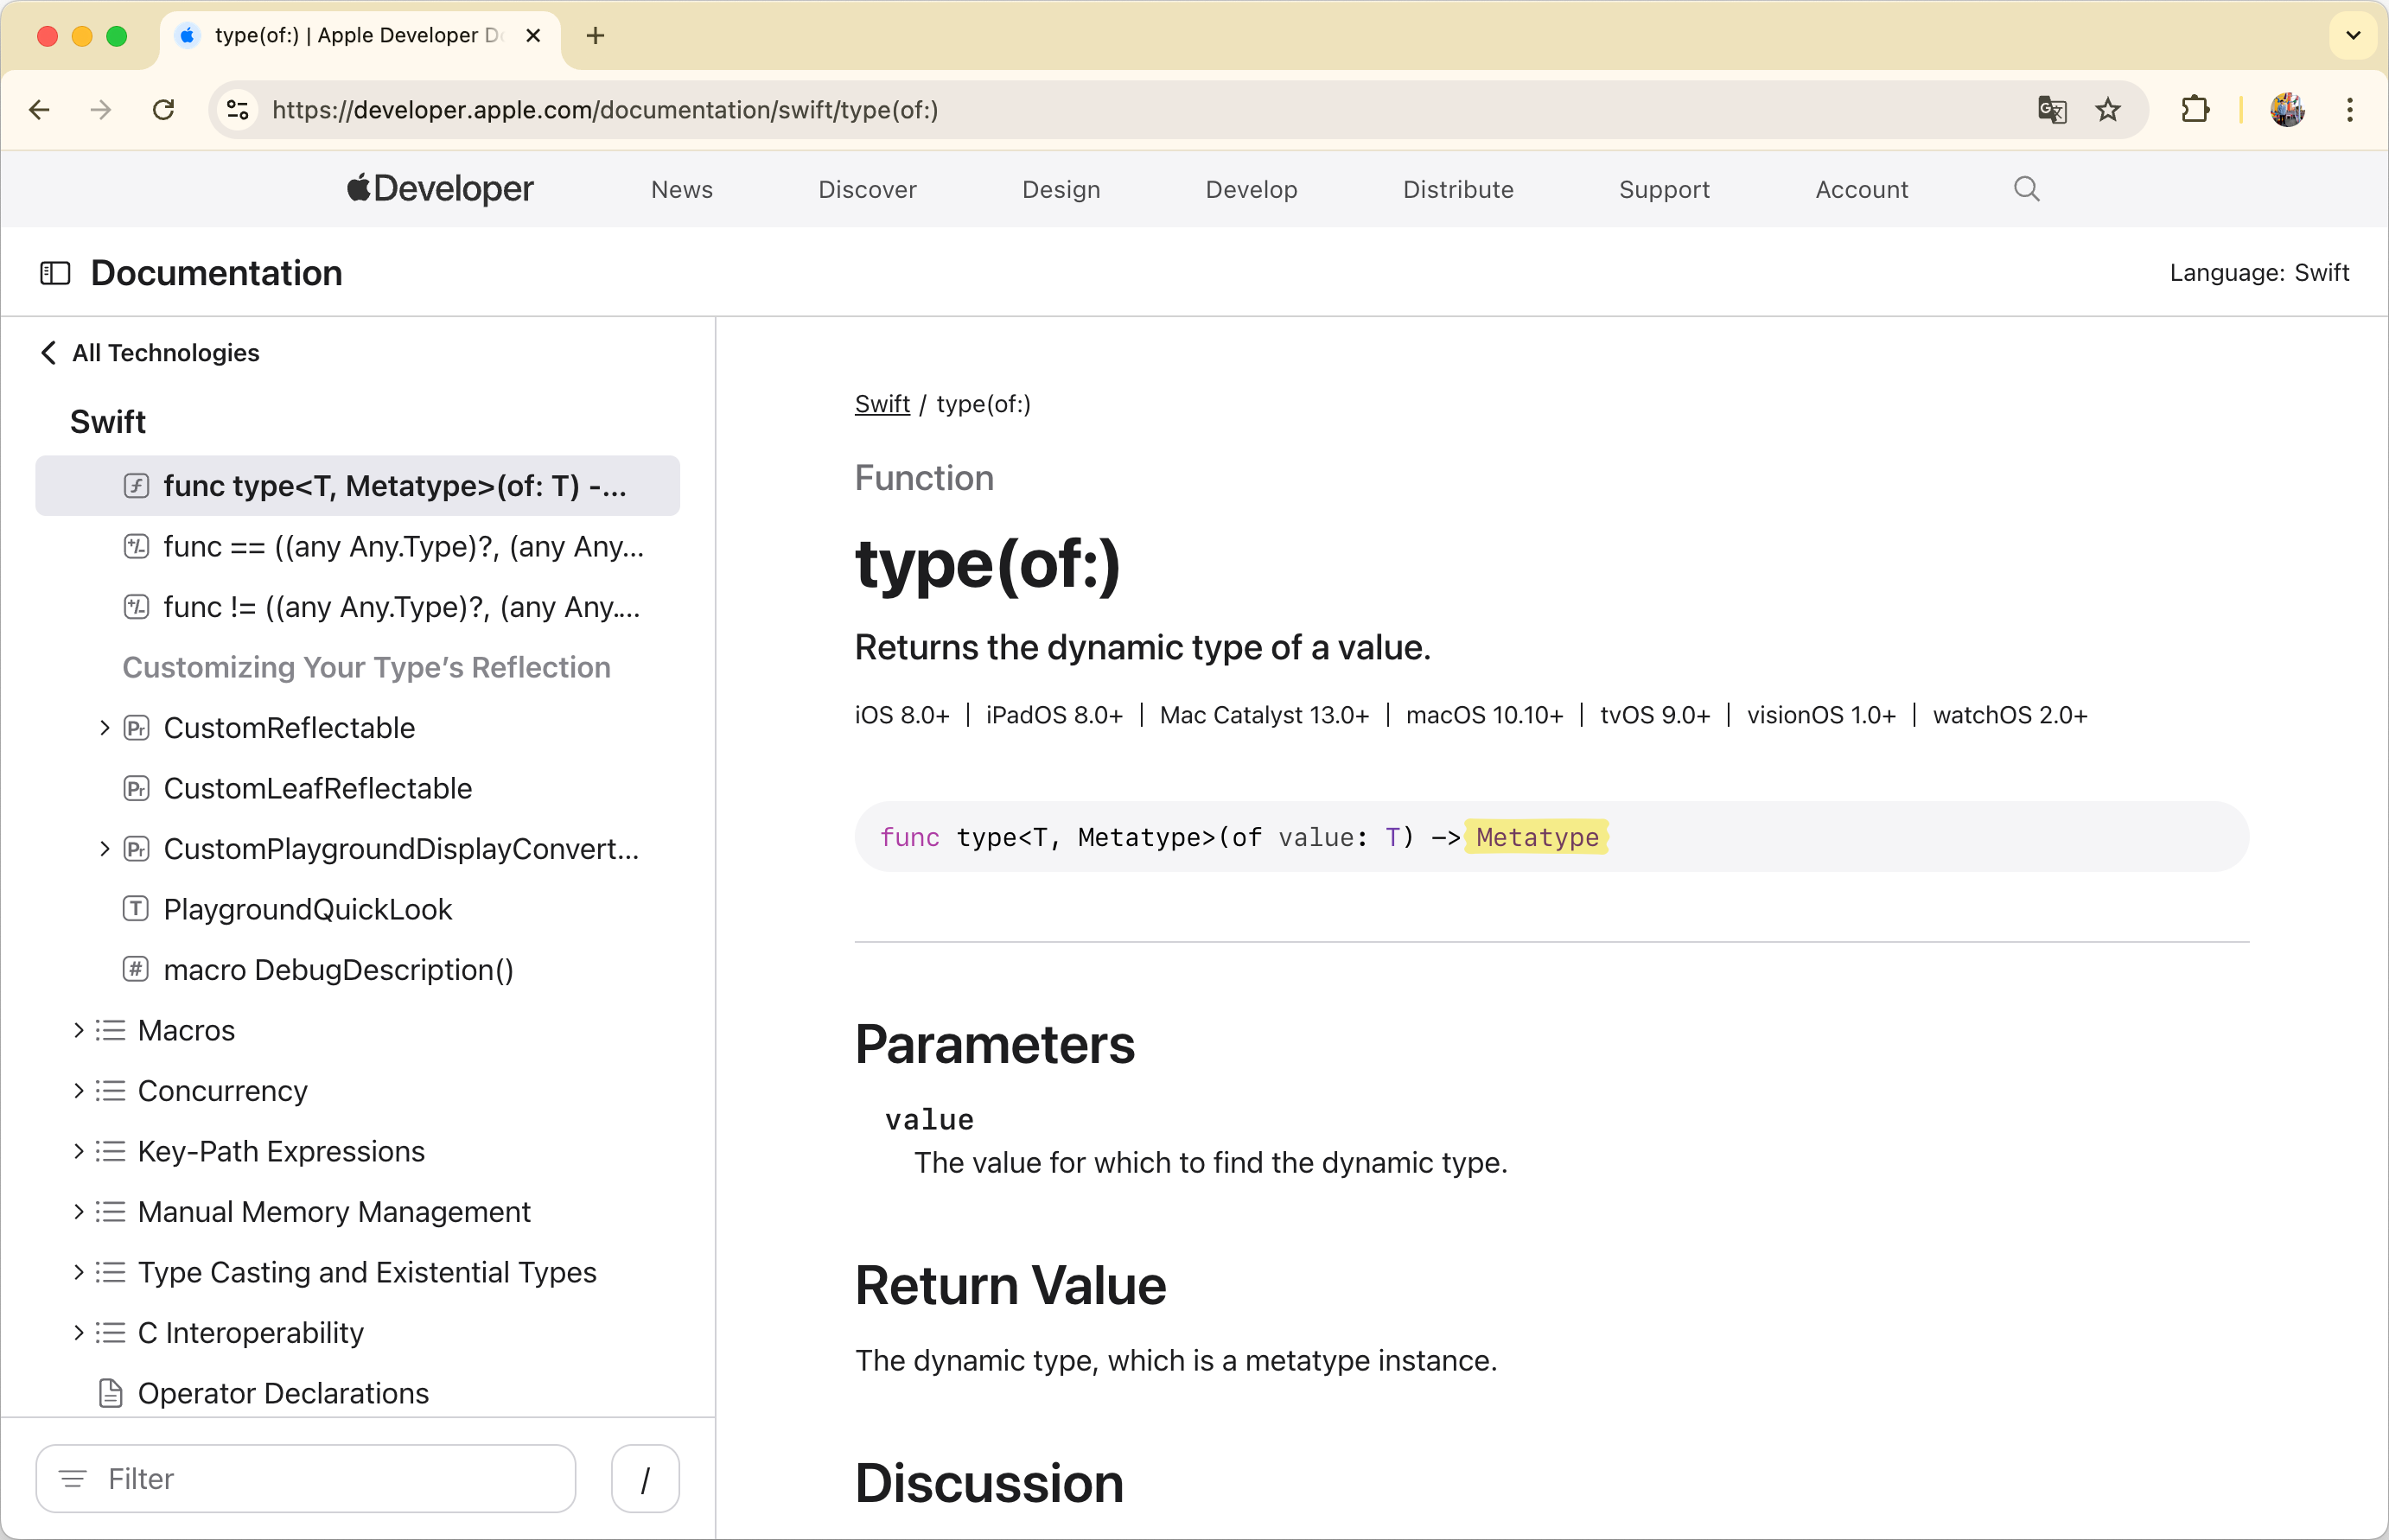 type(of:) | Apple Developer Do
https://developer.apple.com/documentation/swift/type(of:)
Developer News Discover Design Develop Distribute Support Account
Documentation
Language: Swift
All Technologies
Swift
func type<T, Metatype>(of: T) -...
func == ((any Any.Type)?, (any Any...
func != ((any Any.Type)?, (any Any....
Customizing Your Type’s Reflection
Pr CustomReflectable
Pr CustomLeafReflectable
Pr CustomPlaygroundDisplayConvert...
T PlaygroundQuickLook
# macro DebugDescription()
Macros
Concurrency
Key-Path Expressions
Manual Memory Management
Type Casting and Existential Types
C Interoperability
Operator Declarations
Filter
/
Swift / type(of:)
Function
type(of:)
Returns the dynamic type of a value.
iOS 8.0+ | iPadOS 8.0+ | Mac Catalyst 13.0+ | macOS 10.10+ | tvOS 9.0+ | visionOS 1.0+ | watchOS 2.0+
func type<T, Metatype>(of value: T) -> Metatype
Parameters
value
The value for which to find the dynamic type.
Return Value
The dynamic type, which is a metatype instance.
Discussion